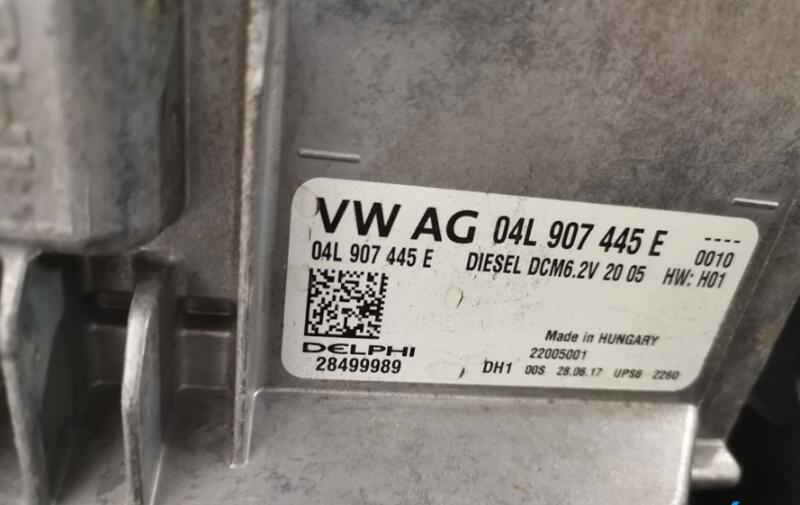 VW AG 04L 907 445 E ----
04L 907 445 E DIESEL DCM6.2V 20 05 0010
HW: H01
Made in HUNGARY
DELPHI 22005001
28499989 DH1 00S 28.06.17 UPS6 2260